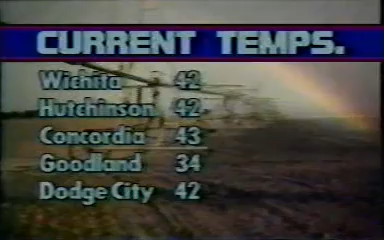 CURRENT TEMPS.
Wichita 42
Hutchinson 42
Concordia 43
Goodland 34
Dodge City 42